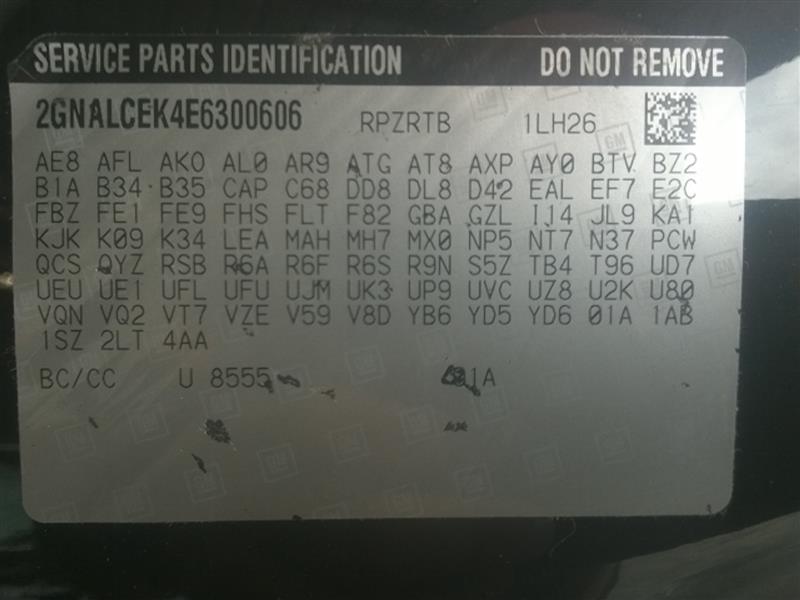 SERVICE PARTS IDENTIFICATION DO NOT REMOVE
2GNALCEK4E6300606 RPZRTB 1LH26
AE8 AFL AKO AL0 AR9 ATG AT8 AXP AY0 BTV BZ2
B1A B34 B35 CAP C68 DD8 DL8 D42 EAL EF7 E2C
FBZ FE1 FE9 FHS FLT F82 GBA GZL I14 JL9 KA1
KJK K09 K34 LEA MAH MH7 MX0 NP5 NT7 N37 PCW
QCS QYZ RSB R6A R6F R6S R9N S5Z TB4 T96 UD7
UEU UE1 UFL UFU UJM UK3 UP9 UVC UZ8 U2K U80
VQN VQ2 VT7 VZE V59 V8D YB6 YD5 YD6 01A 1AB
1SZ 2LT 4AA
BC/CC U 8555 01A